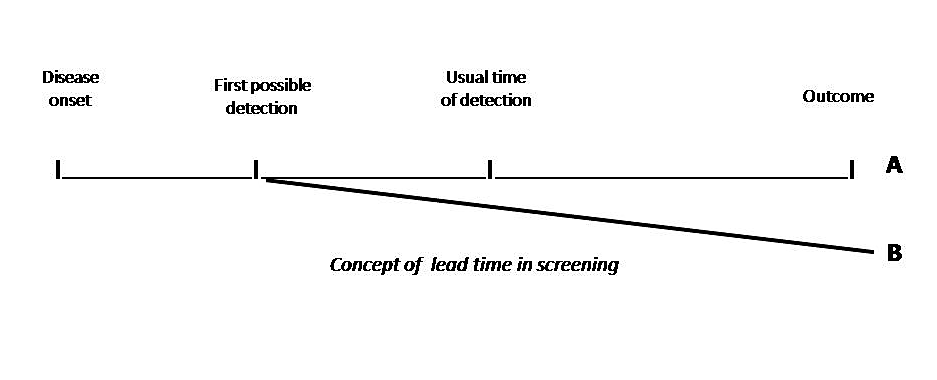 Disease
onset
First possible
detection
Usual time
of detection
Outcome
A
B
Concept of lead time in screening